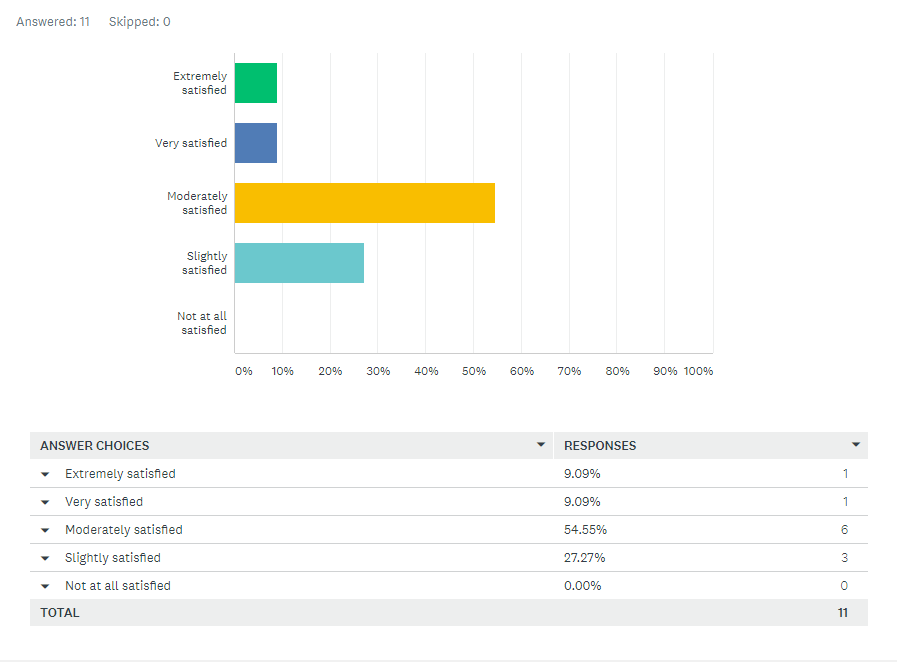 Answered: 11 Skipped: 0
Extremely
satisfied
Very satisfied
Moderately
satisfied
Slightly
satisfied
Not at all
satisfied
0% 10% 20% 30% 40% 50% 60% 70% 80% 90% 100%
ANSWER CHOICES RESPONSES
Extremely satisfied 9.09% 1
Very satisfied 9.09% 1
Moderately satisfied 54.55% 6
Slightly satisfied 27.27% 3
Not at all satisfied 0.00% 0
TOTAL 11